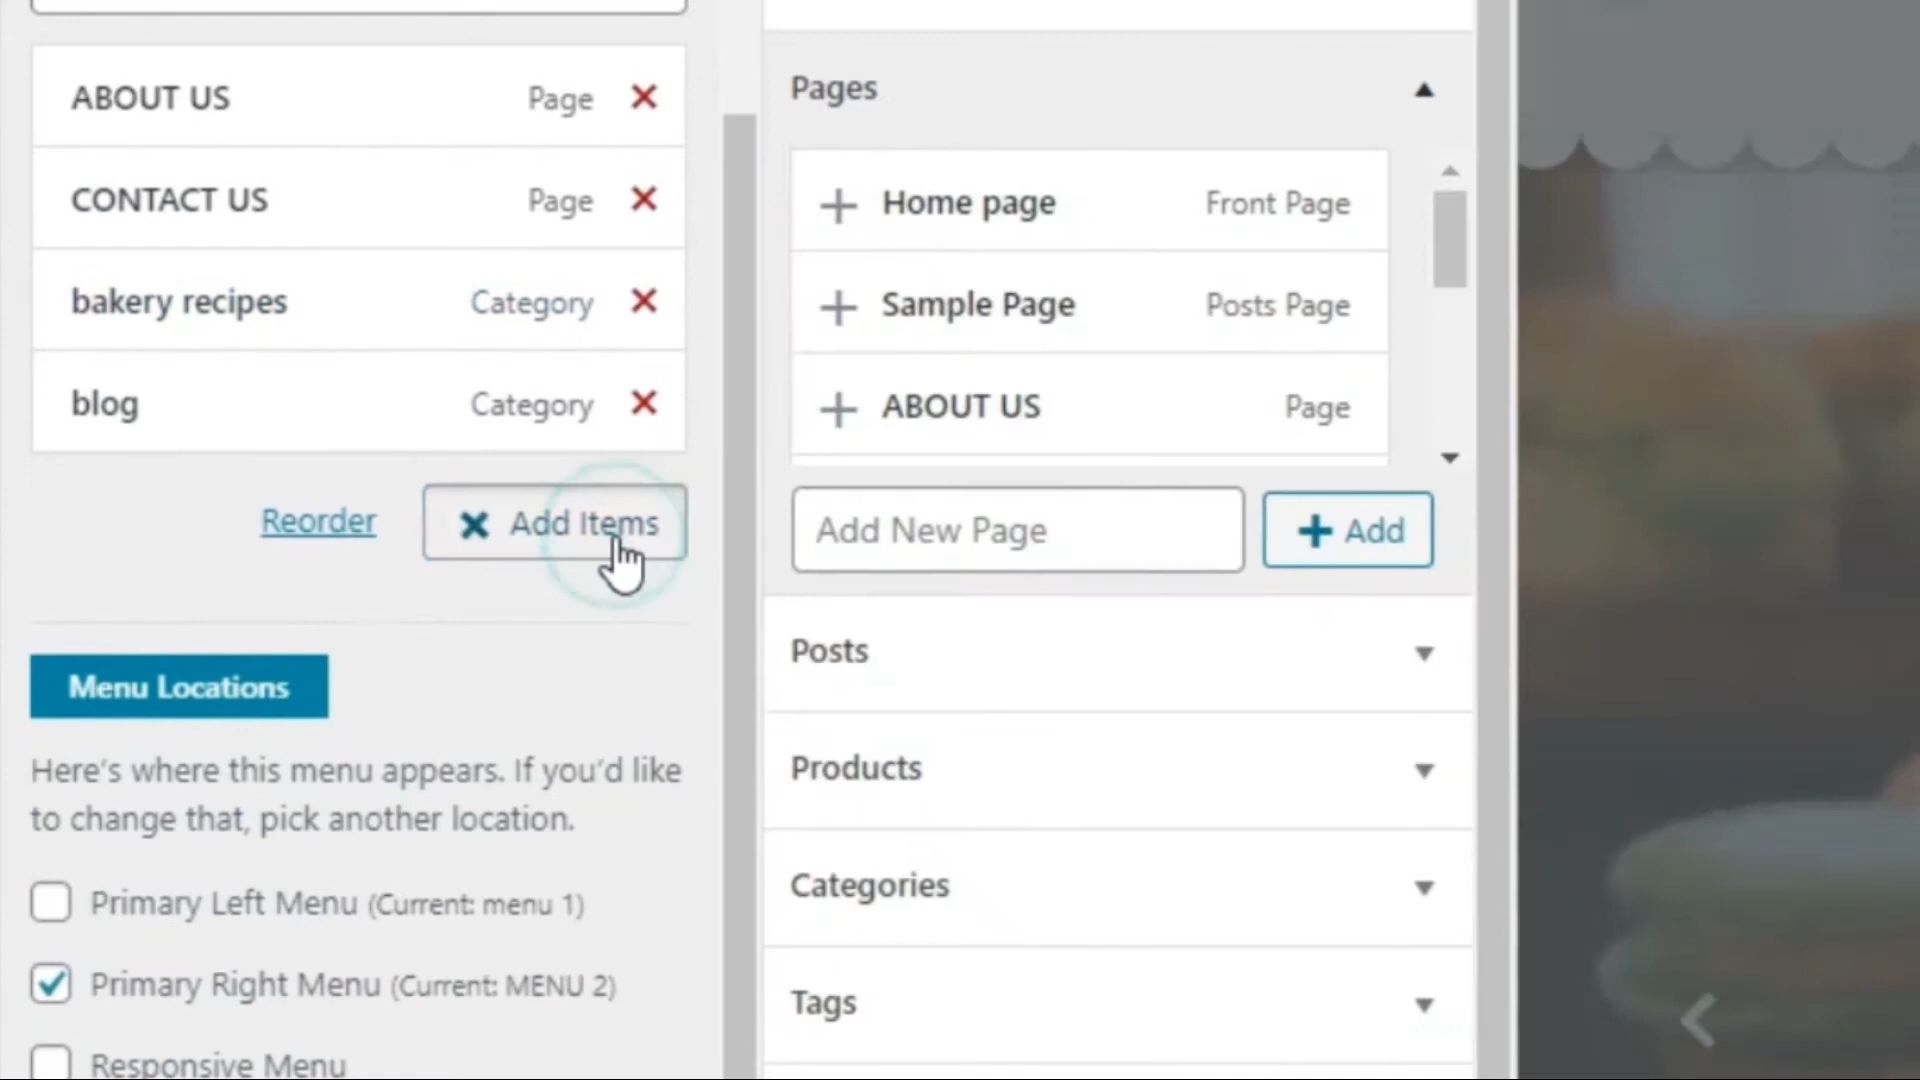 ABOUT US Page
CONTACT US Page
bakery recipes Category
blog Category
Reorder Add Items
Menu Locations
Here's where this menu appears. If you'd like
to change that, pick another location.
Primary Left Menu (Current: menu 1)
Primary Right Menu (Current: MENU 2)
Responsive Menu
Pages
Home page Front Page
Sample Page Posts Page
ABOUT US Page
Add New Page Add
Posts
Products
Categories
Tags